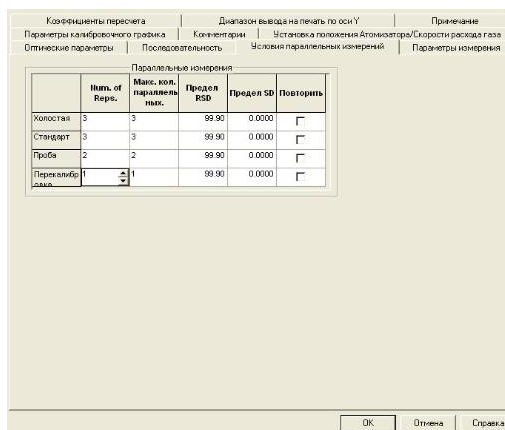 Коэффициенты пересчета Диапазон вывода на печать по оси Y Примечание
Параметры калибровочного графика Комментарии Установка положения Атомизатора/Скорости расхода газа
Оптические параметры Последовательность Условия параллельных измерений Параметры измерения
Параллельные измерения
Num. of Reps. Макс. кол. параллель ных. Предел RSD Предел SD Повторить
Холостая 3 3 99.90 0.0000
Стандарт 3 3 99.90 0.0000
Проба 2 2 99.90 0.0000
Перекалибр овка 1 1 99.90 0.0000
OK Отмена Справка